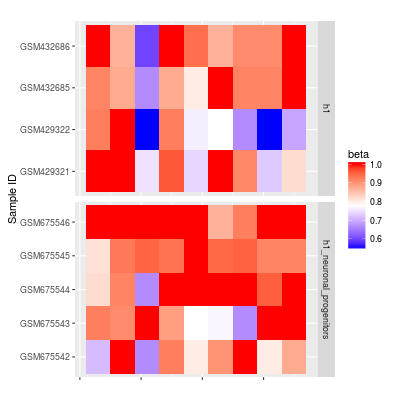 GSM432686
GSM432685
GSM429322
GSM429321
h1
GSM675546
GSM675545
GSM675544
GSM675543
GSM675542
h1_neuronal_progenitors
Sample ID
beta
1.0
0.9
0.8
0.7
0.6